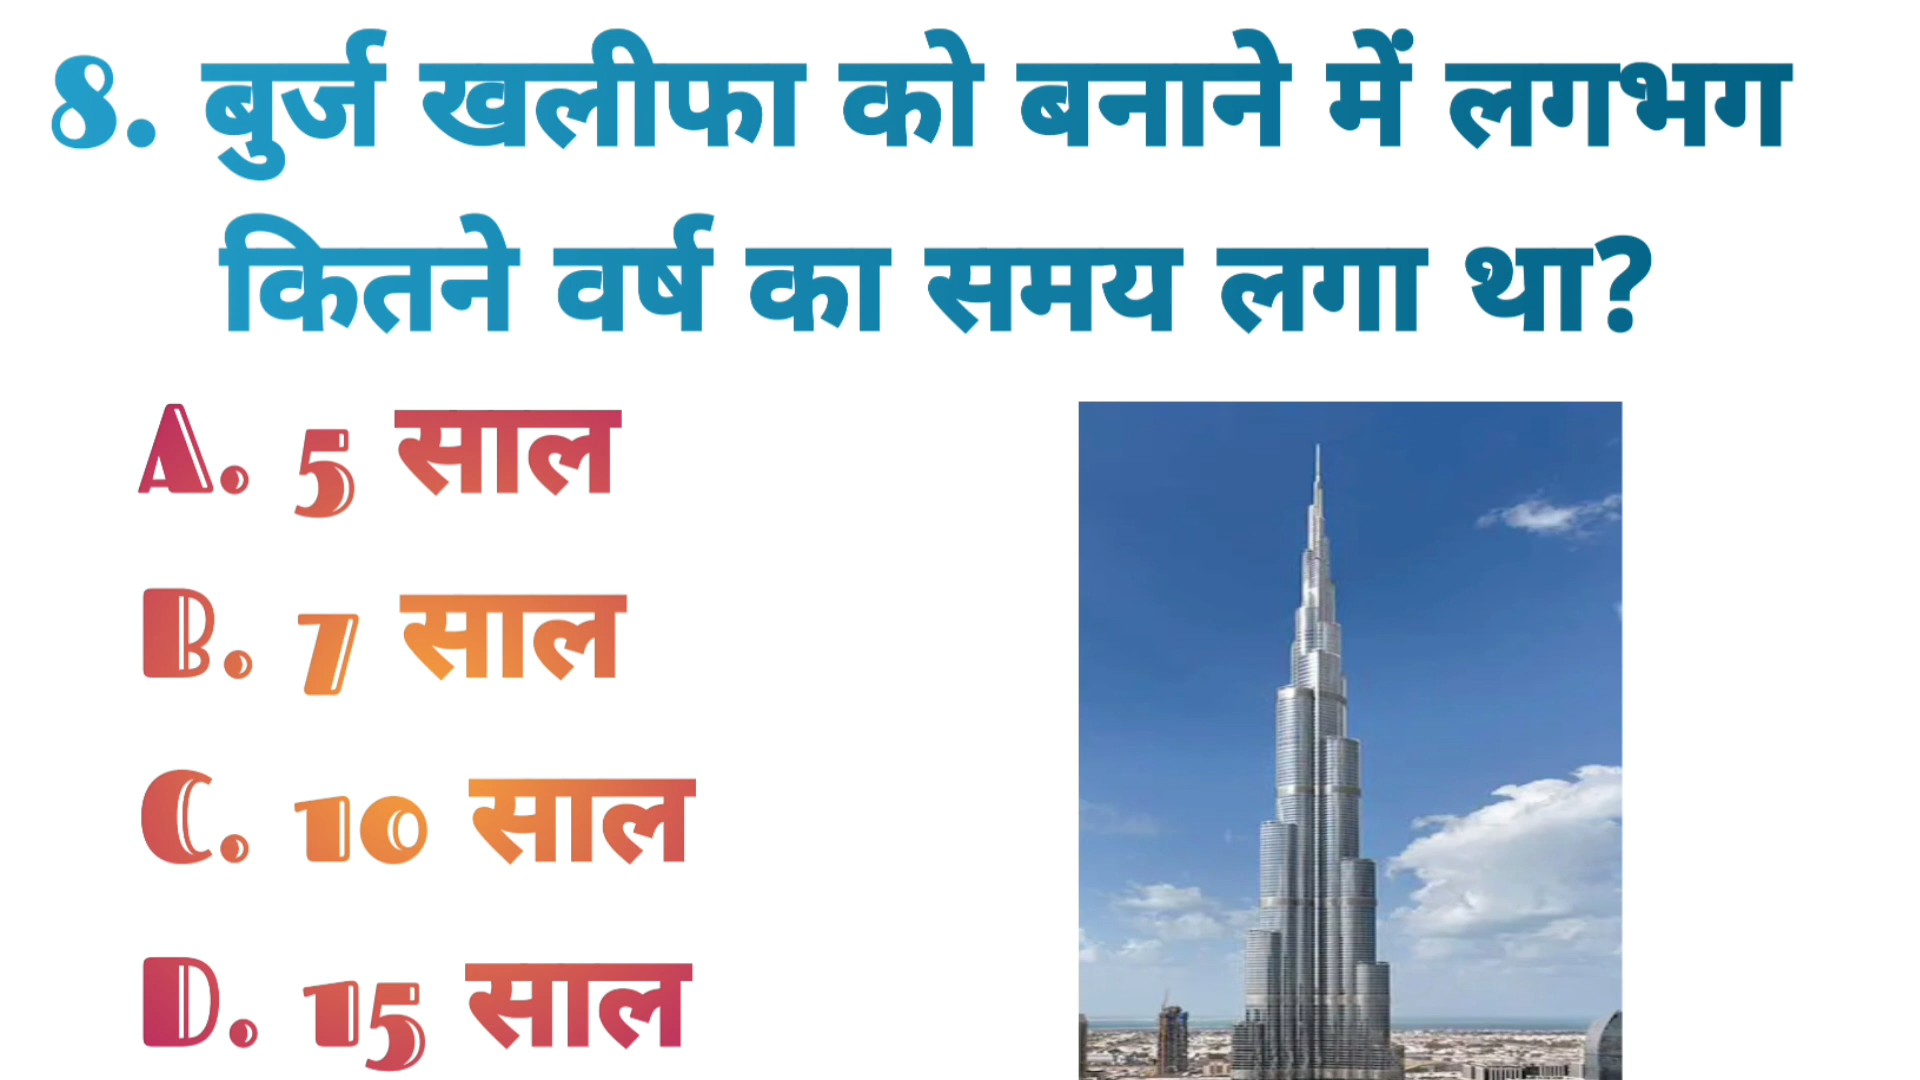 8. बुर्ज खलीफा को बनाने में लगभग
कितने वर्ष का समय लगा था?
A. 5 साल
B. 7 साल
C. 10 साल
D. 15 साल